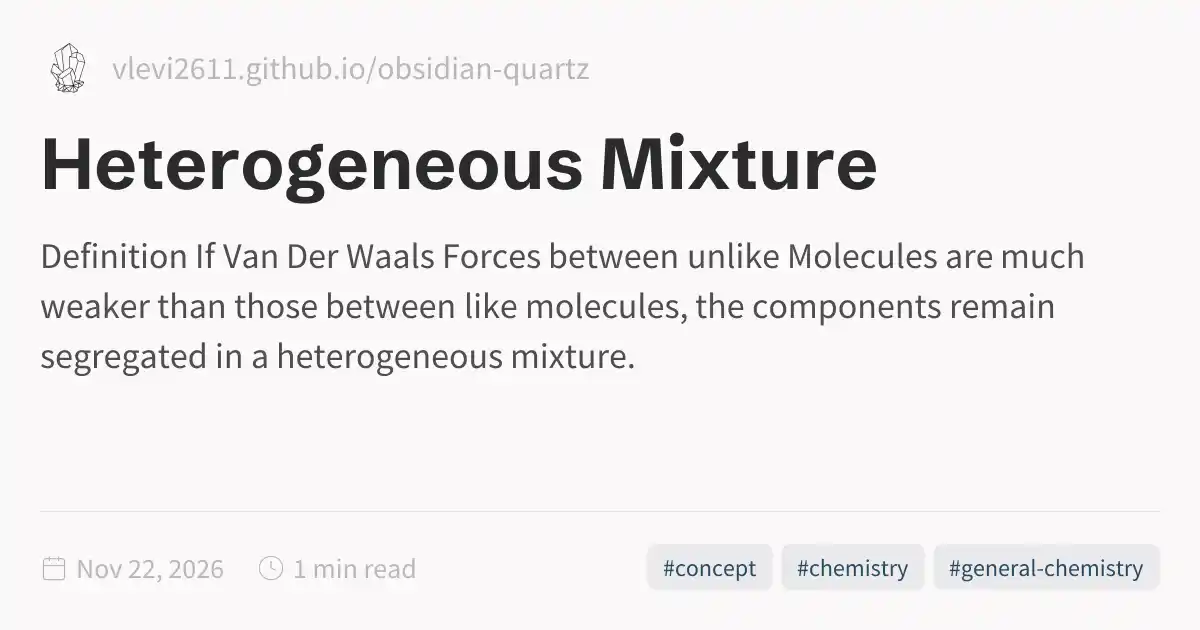 vlevi2611.github.io/obsidian-quartz
Heterogeneous Mixture
Definition If Van Der Waals Forces between unlike Molecules are much
weaker than those between like molecules, the components remain
segregated in a heterogeneous mixture.
Nov 22, 2026 1 min read #concept #chemistry #general-chemistry